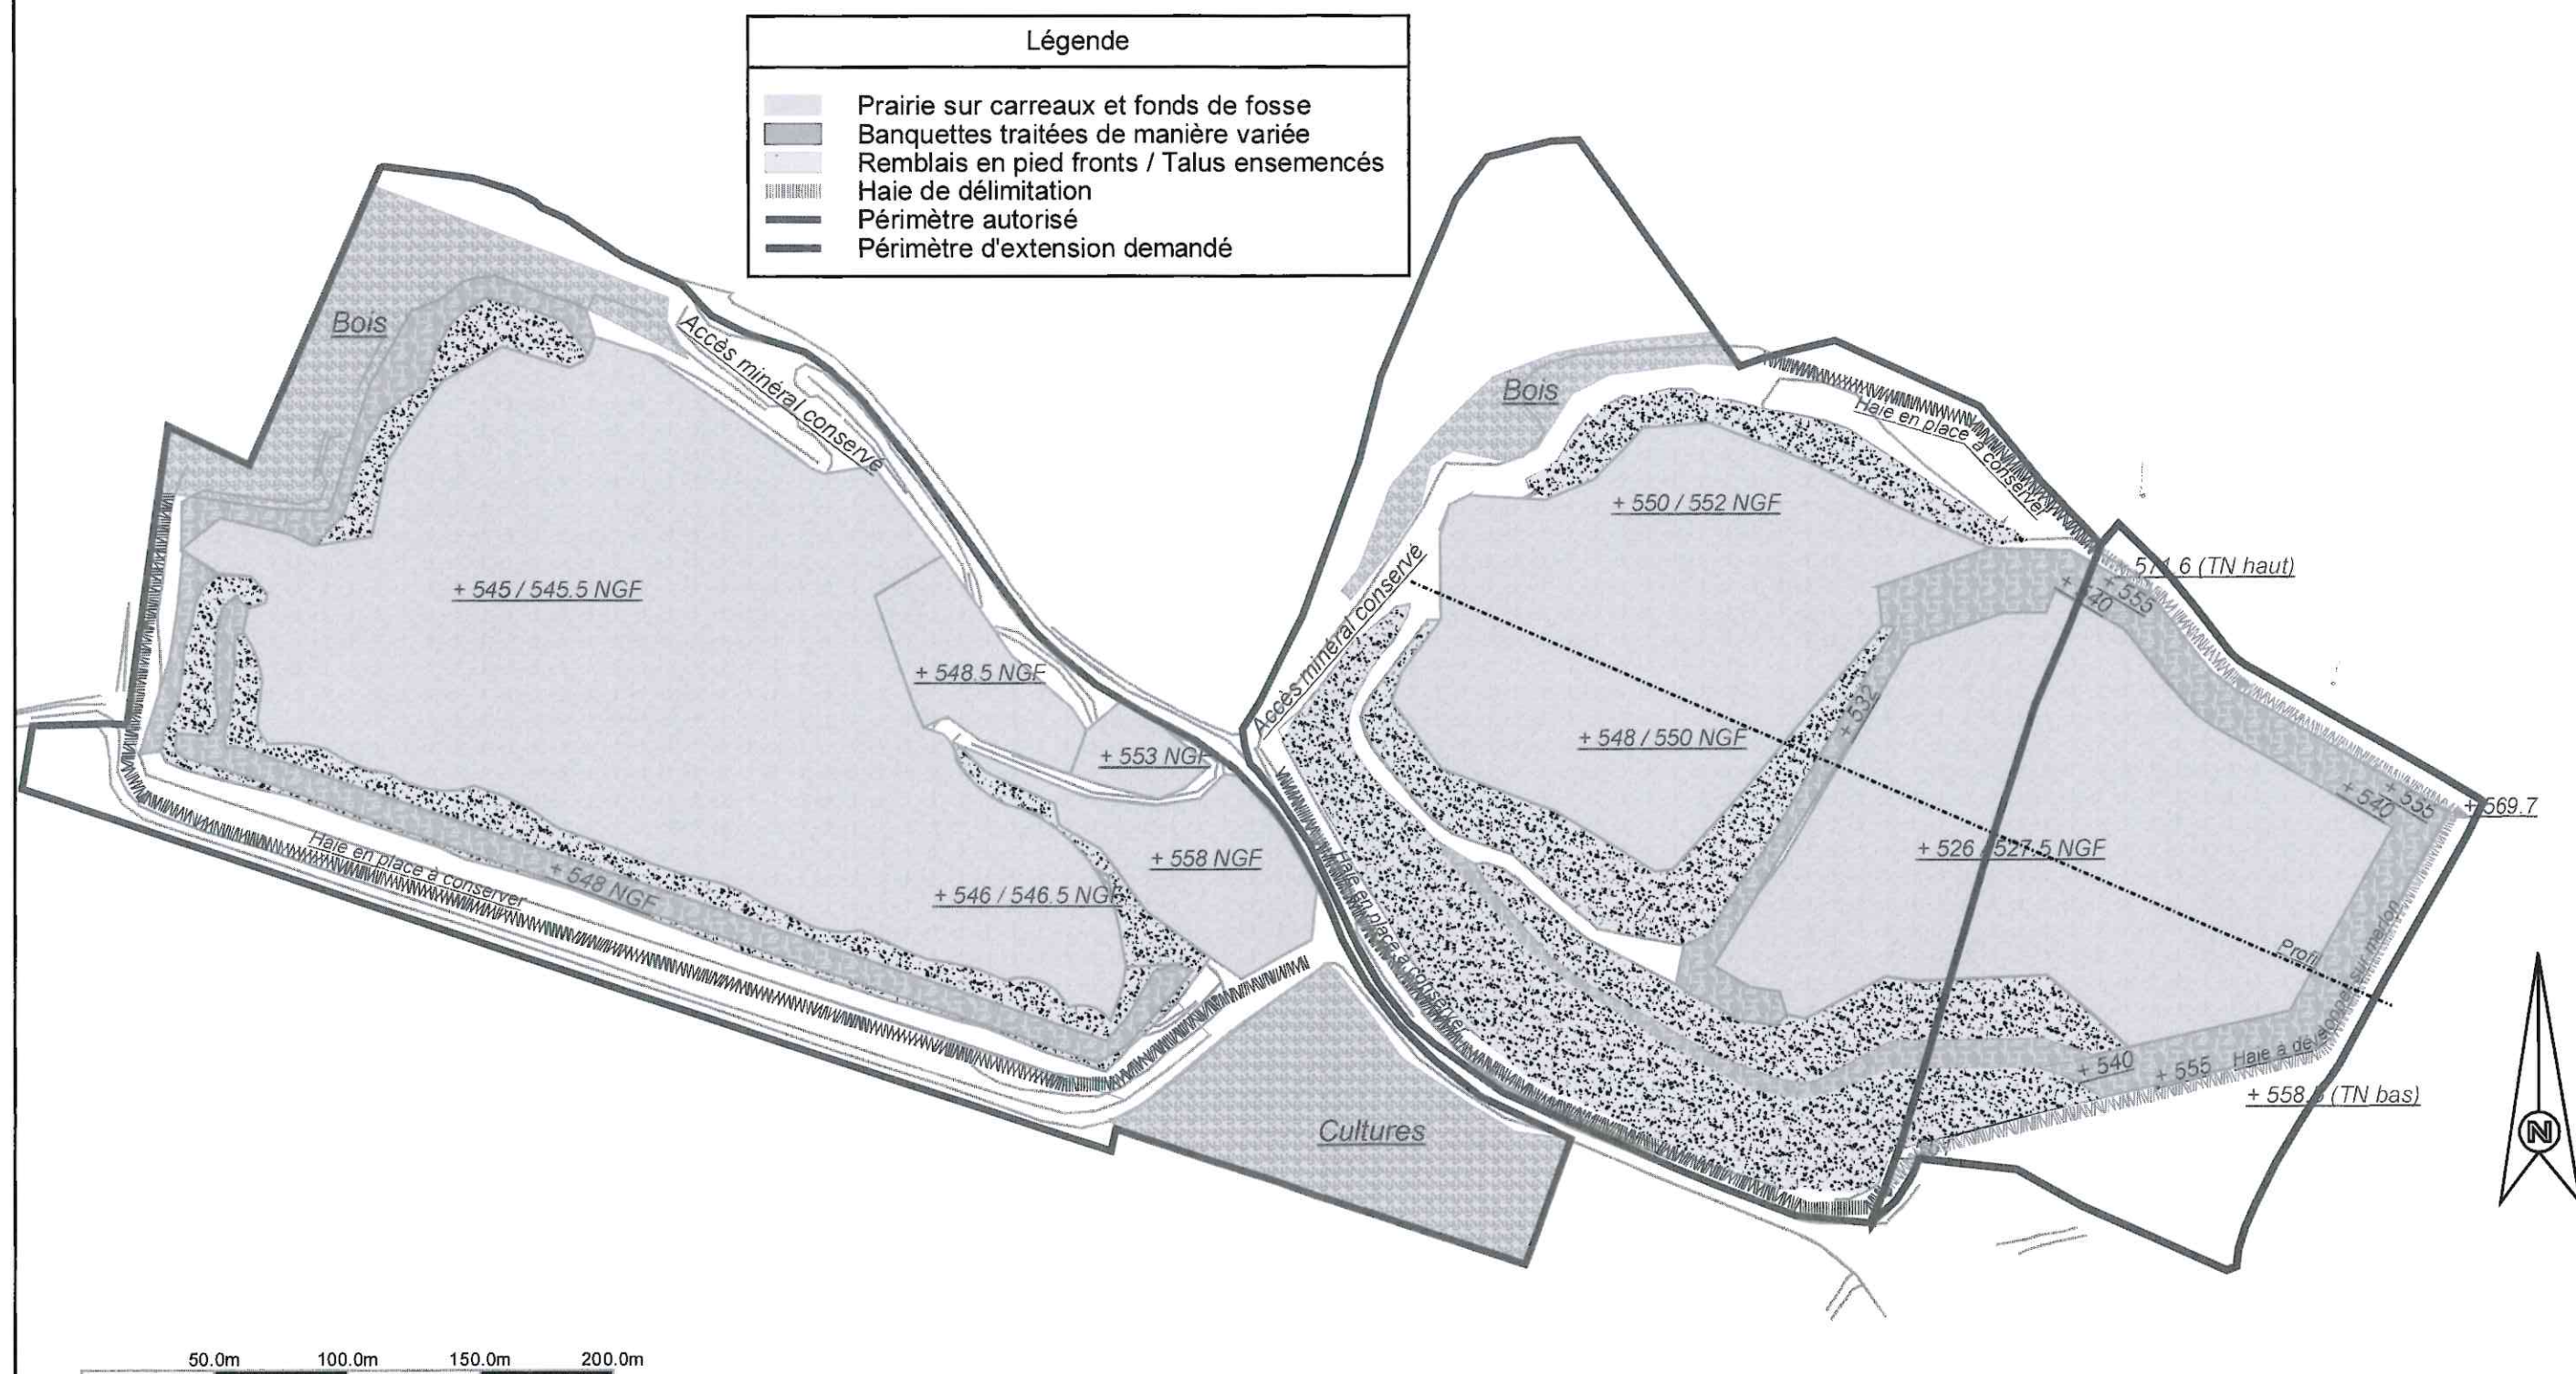 Légende
Prairie sur carreaux et fonds de fosse
Banquettes traitées de manière variée
Remblais en pied fronts / Talus ensemencés
Haie de délimitation
Périmètre autorisé
Périmètre d'extension demandé
Bois
Accès minéral conservé
+ 545 / 545.5 NGF
+ 548.5 NGF
+ 553 NGF
+ 558 NGF
+ 546 / 546.5 NGF
+ 548 NGF
Haie en place à conserver
Cultures
Bois
Haie en place à conserver
+ 550 / 552 NGF
Accès minéral conservé
+ 548 / 550 NGF
+ 532
(TN haut)
+ 555
+ 540
+ 526 / 527.5 NGF
+ 540
+ 555
+ 569.7
Profil
Haie en place à conserver
+ 540
+ 555
Haie à développer sur merlon
(TN bas)
N
50.0m
100.0m
150.0m
200.0m